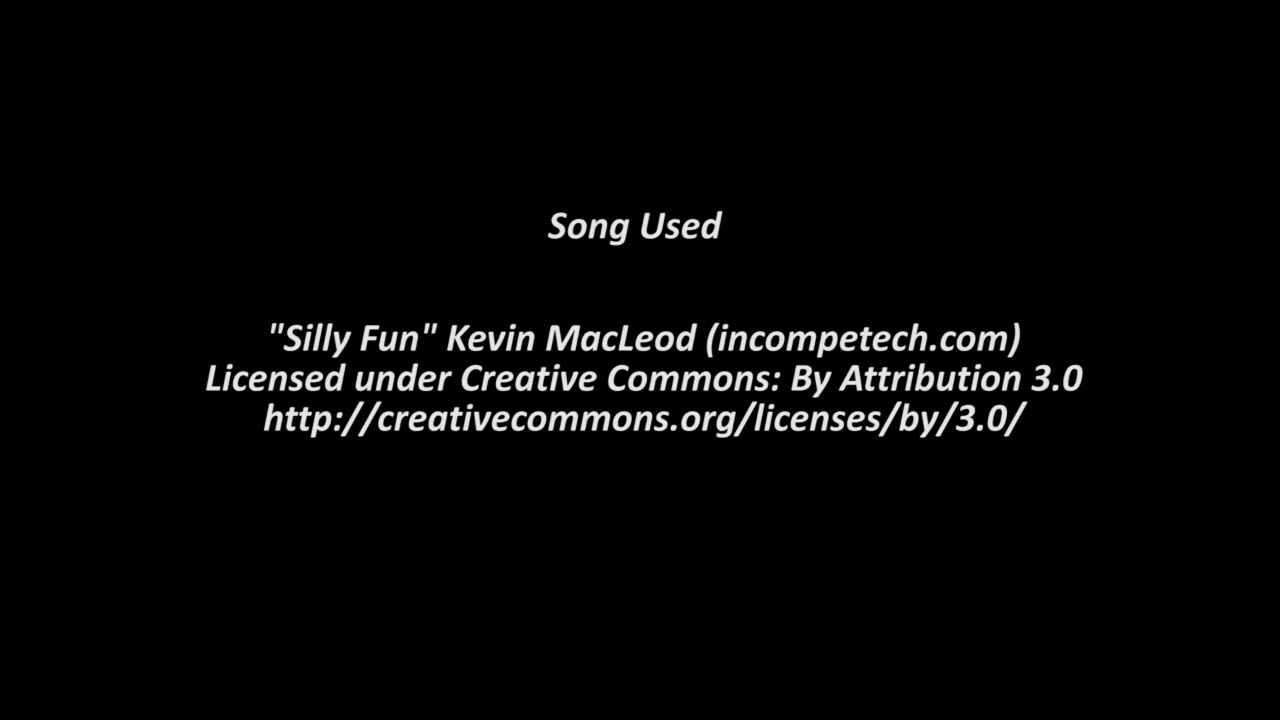 Song Used
"Silly Fun" Kevin MacLeod (incompetech.com)
Licensed under Creative Commons: By Attribution 3.0
http://creativecommons.org/licenses/by/3.0/